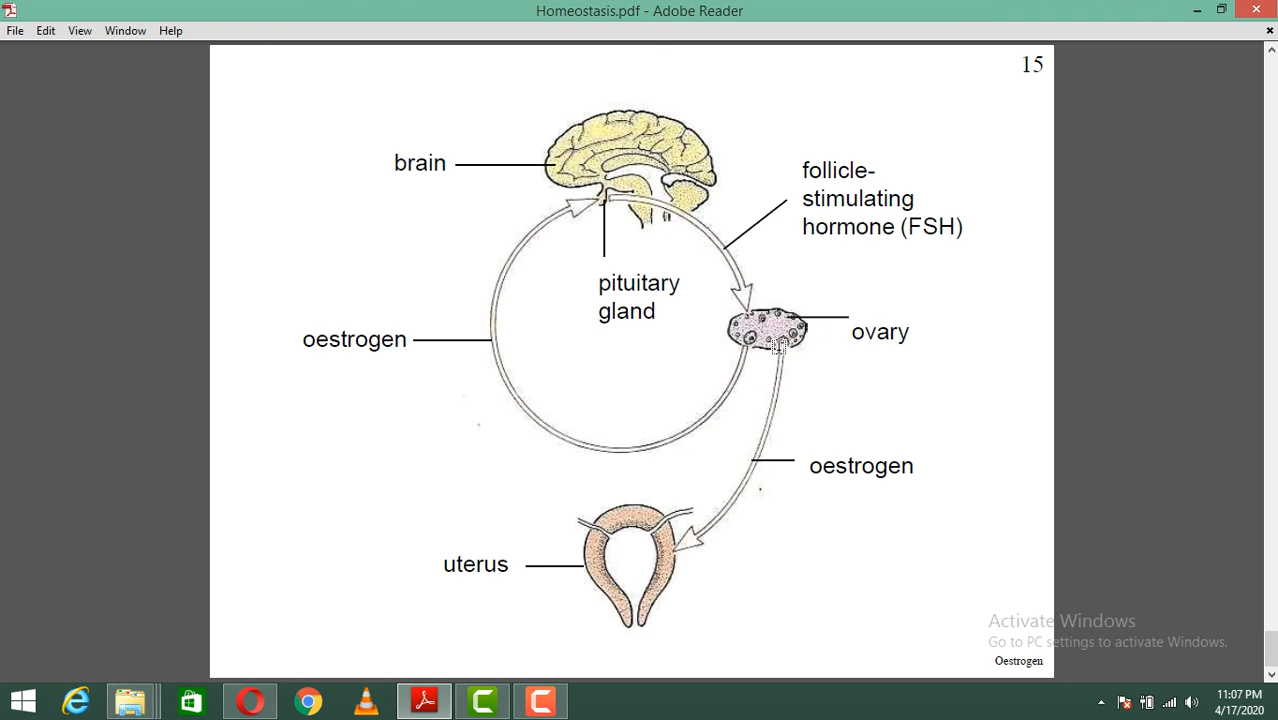 Homeostasis.pdf - Adobe Reader
File Edit View Window Help
15
brain
follicle-
stimulating
hormone (FSH)
pituitary
gland
oestrogen
ovary
oestrogen
uterus
Activate Windows
Go to PC settings to activate Windows.
Oestrogen
11:07 PM
4/17/2020